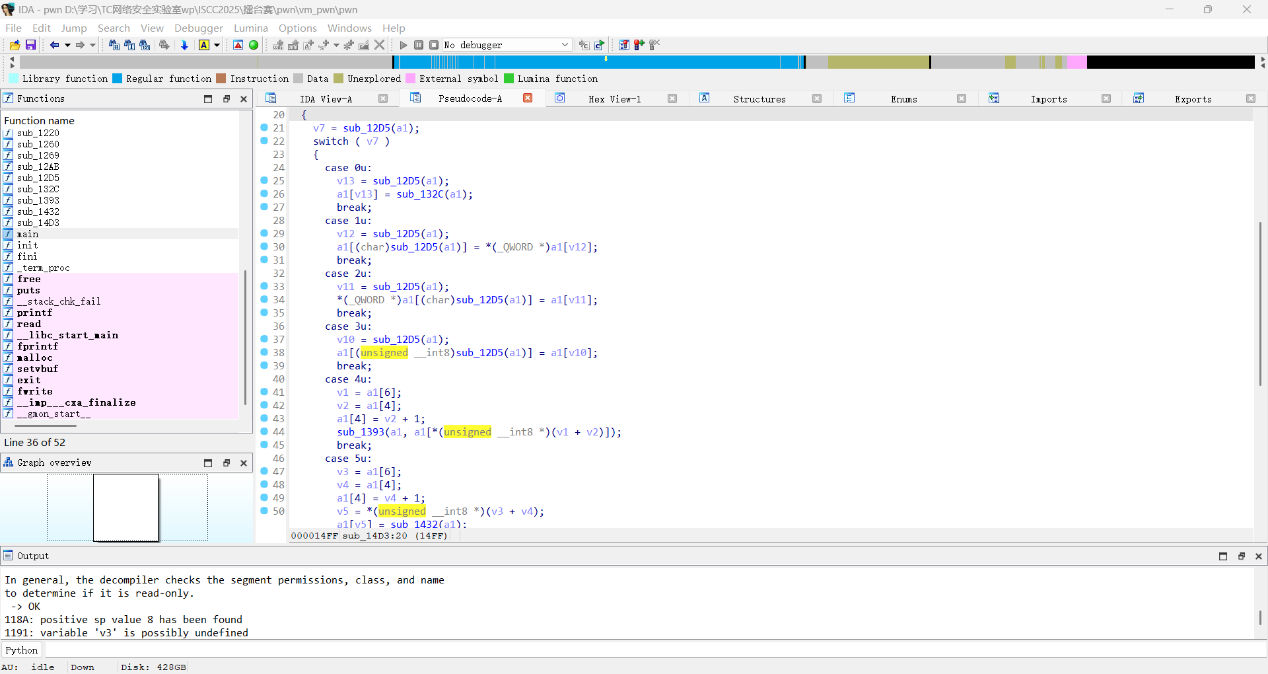 IDA - pwn D:\学习\TC网络安全实验室wp\ISCC2025\擂台赛\pwn\vm_pwn\pwn
File Edit Jump Search View Debugger Lumina Options Windows Help
No debugger
Library function Regular function Instruction Data Unexplored External symbol Lumina function
Functions
IDA View-A Pseudocode-A Hex View-1 Structures Enums Imports Exports
Function name
sub_1220
sub_1260
sub_1269
sub_12AB
sub_12D5
sub_132C
sub_1393
sub_1432
sub_14D3
main
init
fini
_term_proc
free
puts
__stack_chk_fail
printf
read
__libc_start_main
fprintf
malloc
setvbuf
exit
fwrite
__imp___cxa_finalize
__gmon_start__
Line 36 of 52
Graph overview
20 {
21 v7 = sub_12D5(a1);
22 switch ( v7 )
23 {
24 case 0u:
25 v13 = sub_12D5(a1);
26 a1[v13] = sub_132C(a1);
27 break;
28 case 1u:
29 v12 = sub_12D5(a1);
30 a1[(char)sub_12D5(a1)] = *(_QWORD *)a1[v12];
31 break;
32 case 2u:
33 v11 = sub_12D5(a1);
34 *(_QWORD *)a1[(char)sub_12D5(a1)] = a1[v11];
35 break;
36 case 3u:
37 v10 = sub_12D5(a1);
38 a1[(unsigned __int8)sub_12D5(a1)] = a1[v10];
39 break;
40 case 4u:
41 v1 = a1[6];
42 v2 = a1[4];
43 a1[4] = v2 + 1;
44 sub_1393(a1, a1[*(unsigned __int8 *)(v1 + v2)]);
45 break;
46 case 5u:
47 v3 = a1[6];
48 v4 = a1[4];
49 a1[4] = v4 + 1;
50 v5 = *(unsigned __int8 *)(v3 + v4);
a1[v5] = sub_1432(a1);
000014FF sub_14D3:20 (14FF)
Output
In general, the decompiler checks the segment permissions, class, and name
to determine if it is read-only.
-> OK
118A: positive sp value 8 has been found
1191: variable 'v3' is possibly undefined
Python
AU: idle Down Disk: 428GB